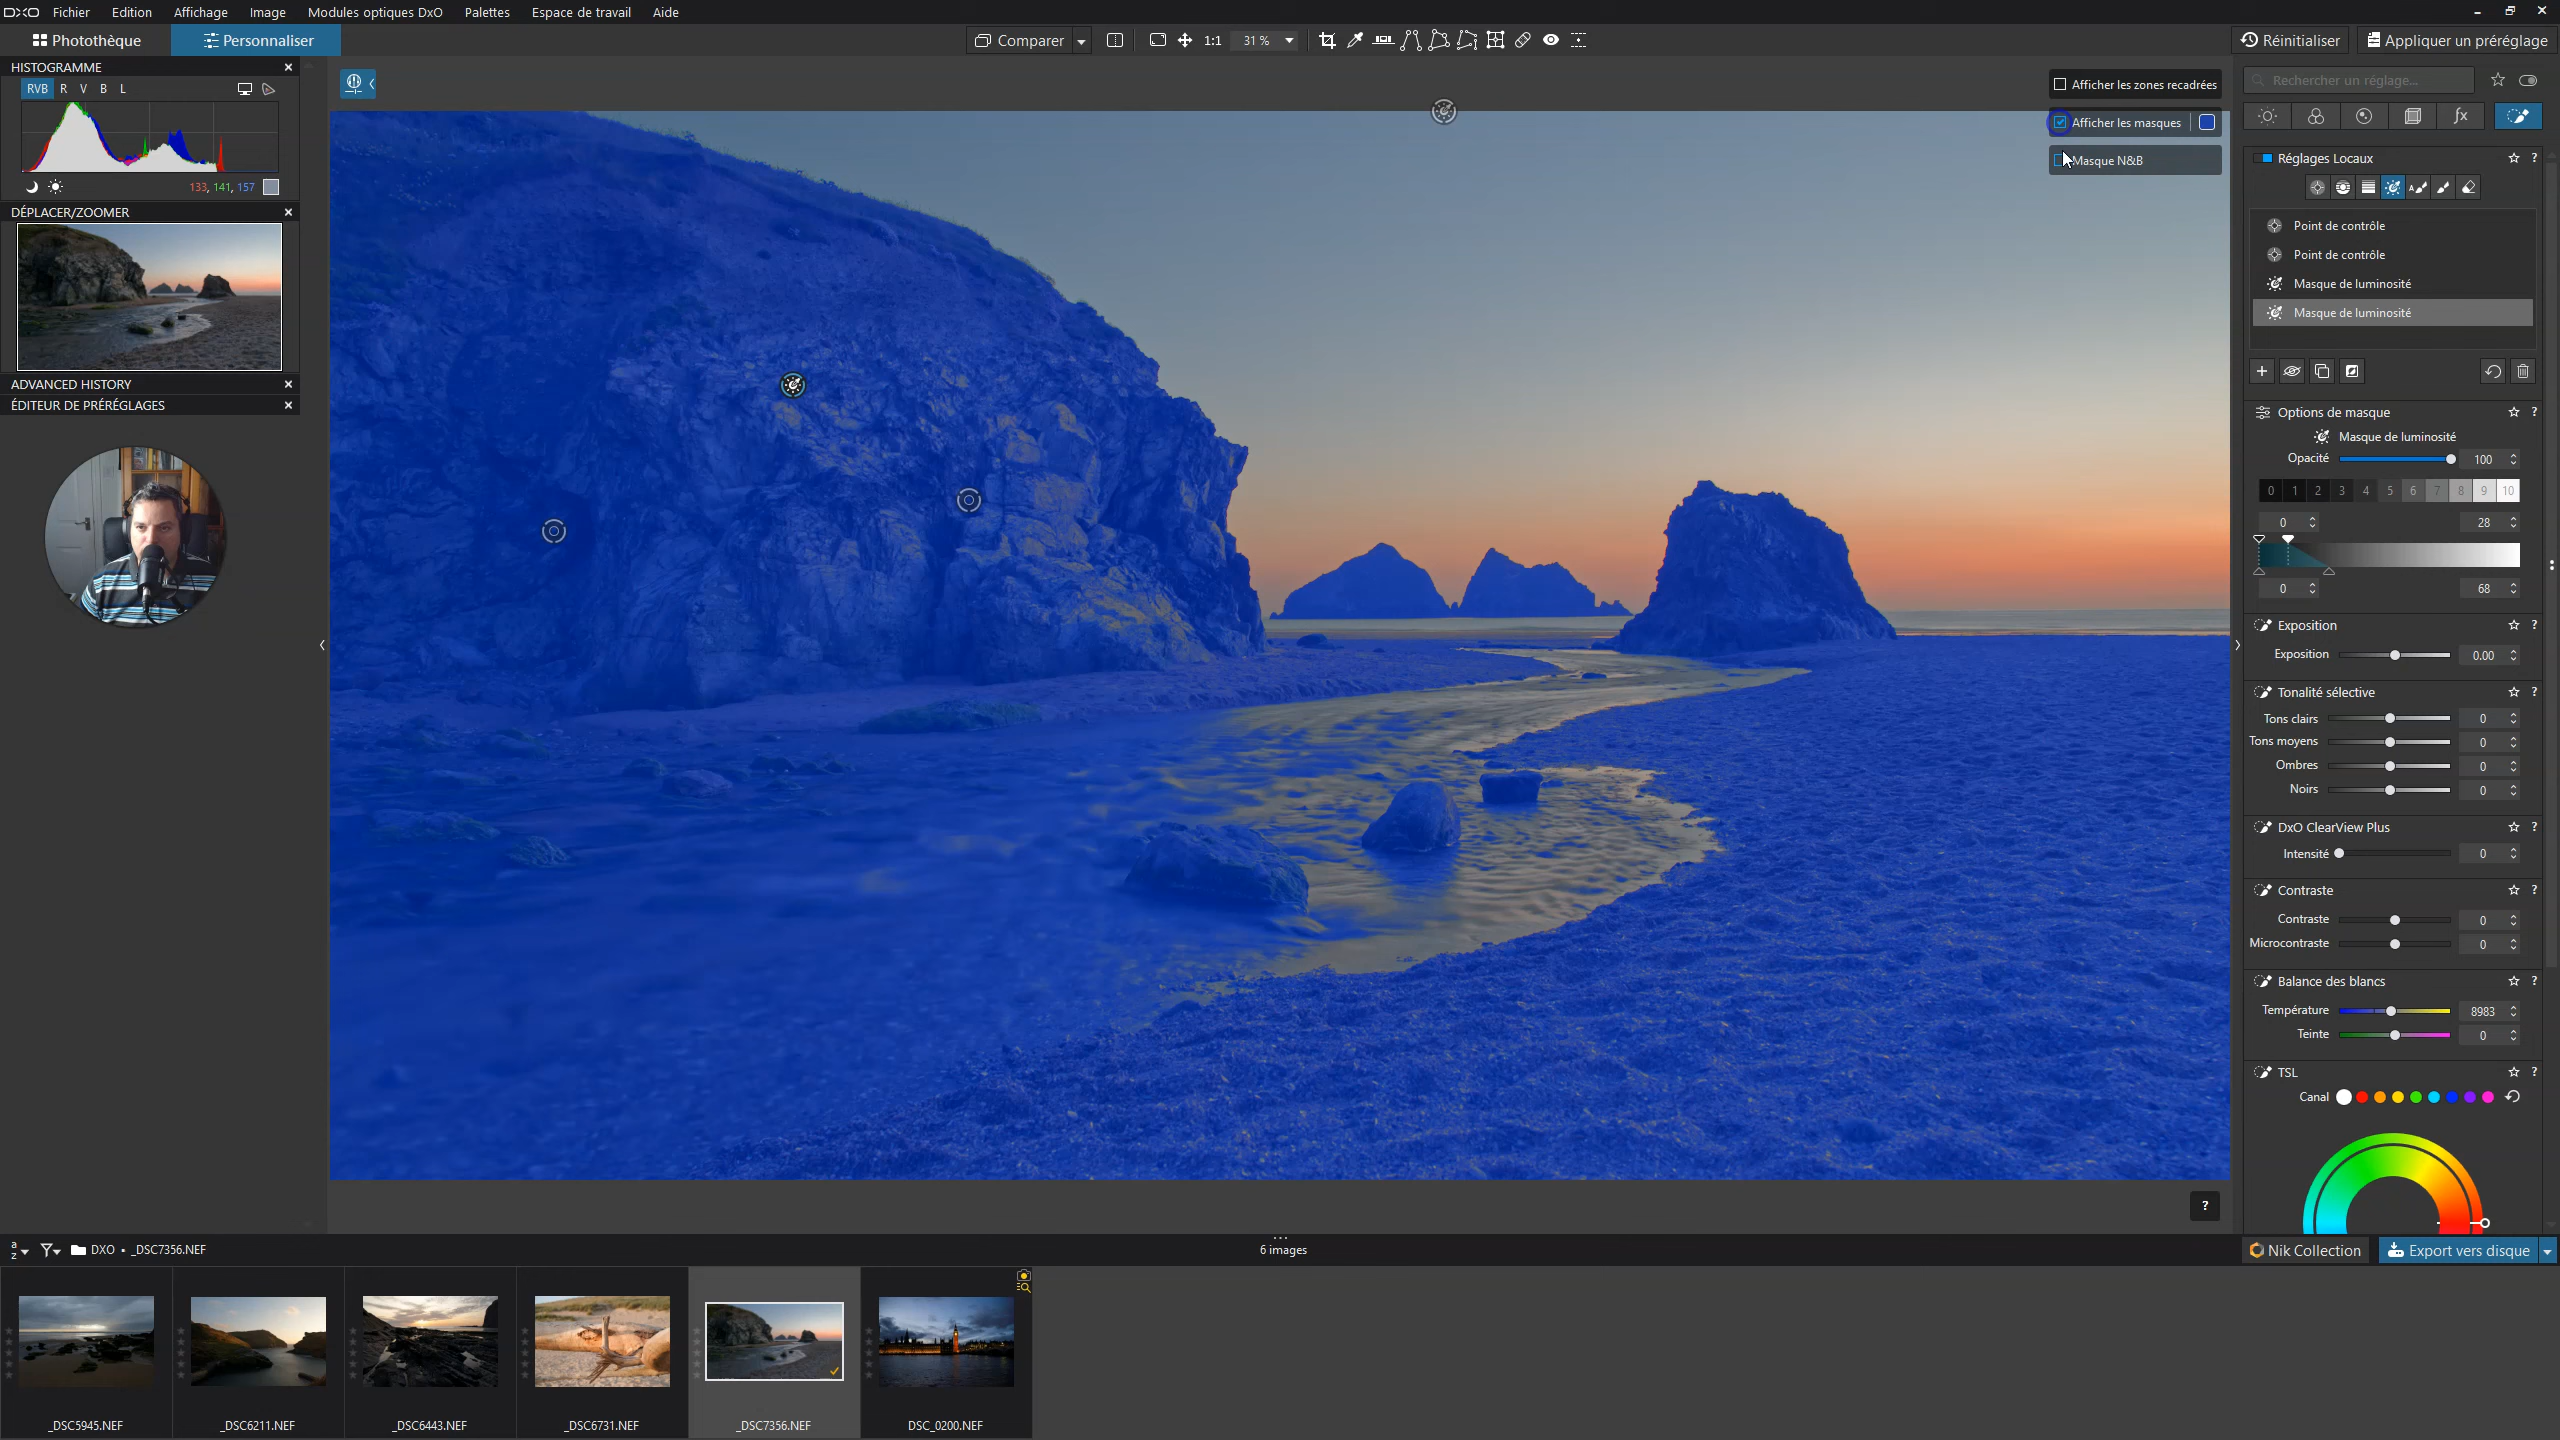 DXO Fichier Edition Affichage Image Modules optiques DxO Palettes Espace de travail Aide
Photothèque Personnaliser Comparer 1:1 31 % Réinitialiser Appliquer un préréglage
HISTOGRAMME
RVB R V B L
133, 141, 157
DÉPLACER/ZOOMER
ADVANCED HISTORY
ÉDITEUR DE PRÉRÉGLAGES
Afficher les zones recadrées
Afficher les masques
Masque N&B
Rechercher un réglage...
fx
Réglages Locaux ?
A
Point de contrôle
Point de contrôle
Masque de luminosité
Masque de luminosité
Options de masque ?
Masque de luminosité
Opacité 100
0 1 2 3 4 5 6 7 8 9 10
0 28
0 68
Exposition ?
Exposition 0.00
Tonalité sélective ?
Tons clairs 0
Tons moyens 0
Ombres 0
Noirs 0
DxO ClearView Plus ?
Intensité 0
Contraste ?
Contraste 0
Microcontraste 0
Balance des blancs ?
Température 8983
Teinte 0
TSL ?
Canal
?
a
z
DXO ▪ _DSC7356.NEF
6 images
Nik Collection Export vers disque
_DSC5945.NEF _DSC6211.NEF _DSC6443.NEF _DSC6731.NEF _DSC7356.NEF DSC_0200.NEF